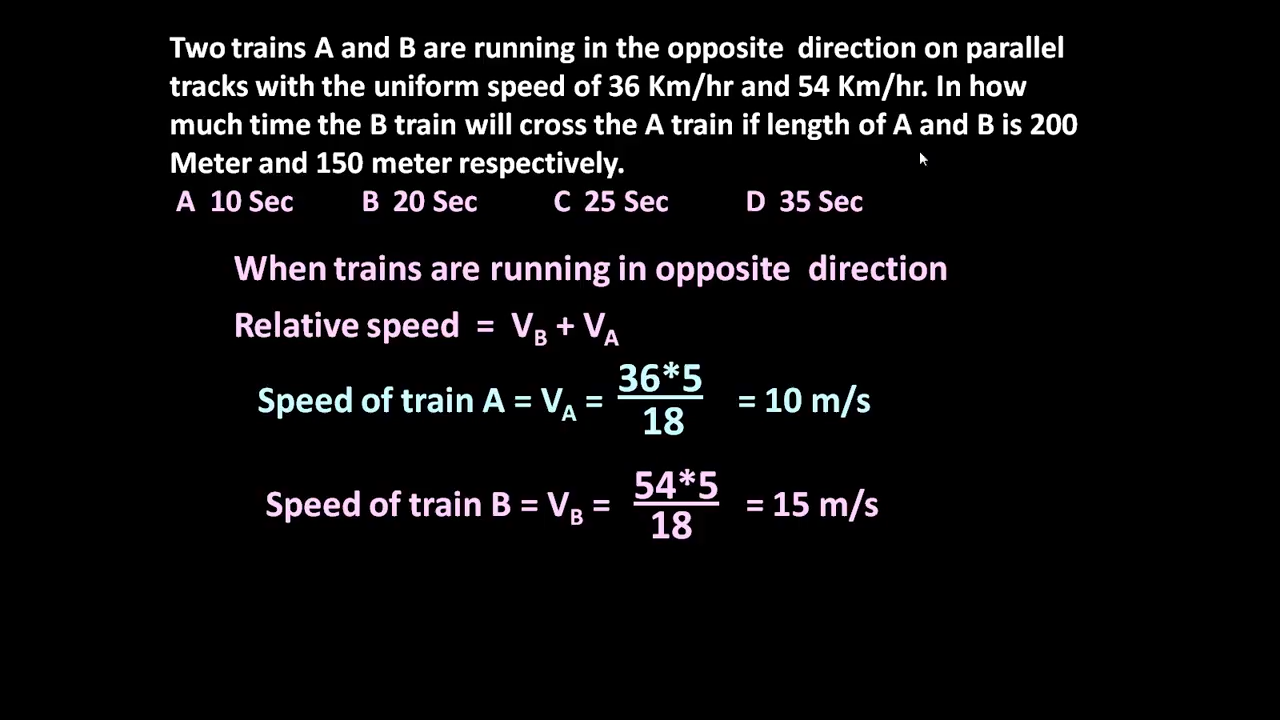 Two trains A and B are running in the opposite direction on parallel
tracks with the uniform speed of 36 Km/hr and 54 Km/hr. In how
much time the B train will cross the A train if length of A and B is 200
Meter and 150 meter respectively.
A 10 Sec B 20 Sec C 25 Sec D 35 Sec
When trains are running in opposite direction
Relative speed = VB + VA
36*5
Speed of train A = VA = = 10 m/s
18
54*5
Speed of train B = VB = = 15 m/s
18